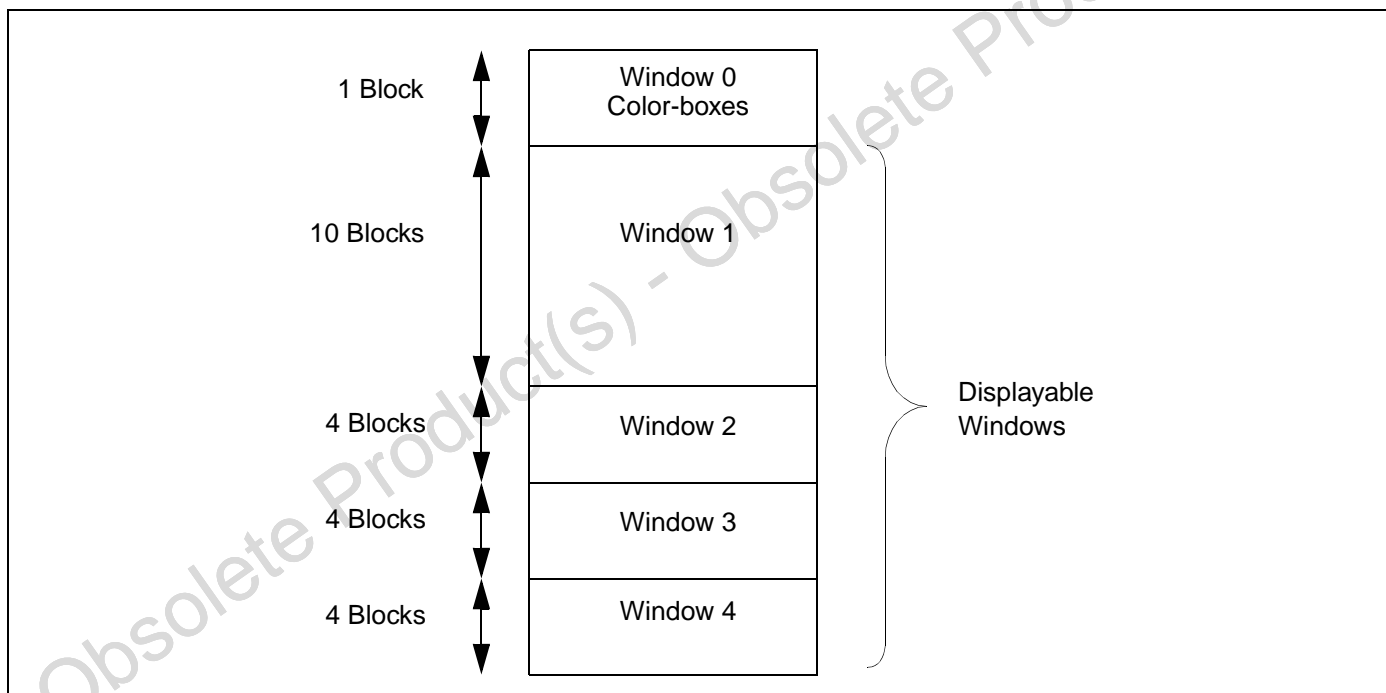 1 Block
Window 0
Color-boxes
10 Blocks
Window 1
4 Blocks
Window 2
Displayable
Windows
4 Blocks
Window 3
4 Blocks
Window 4
Obsolete Product(s) - Obsolete Pro